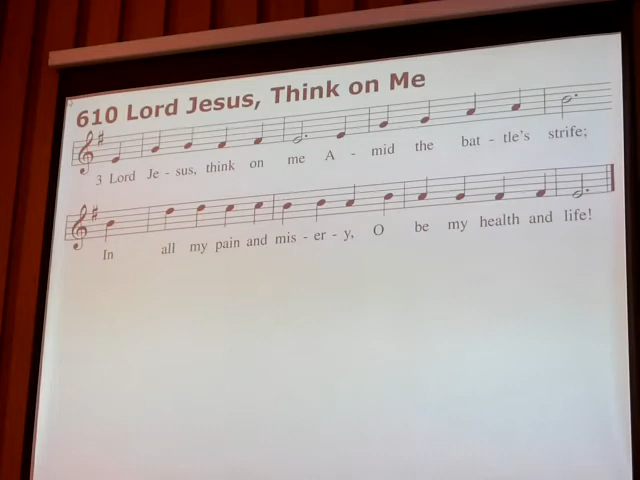 610 Lord Jesus, Think on Me
3 Lord Je - sus, think on me A - mid the bat - tle's strife;
In all my pain and mis - er - y, O be my health and life!